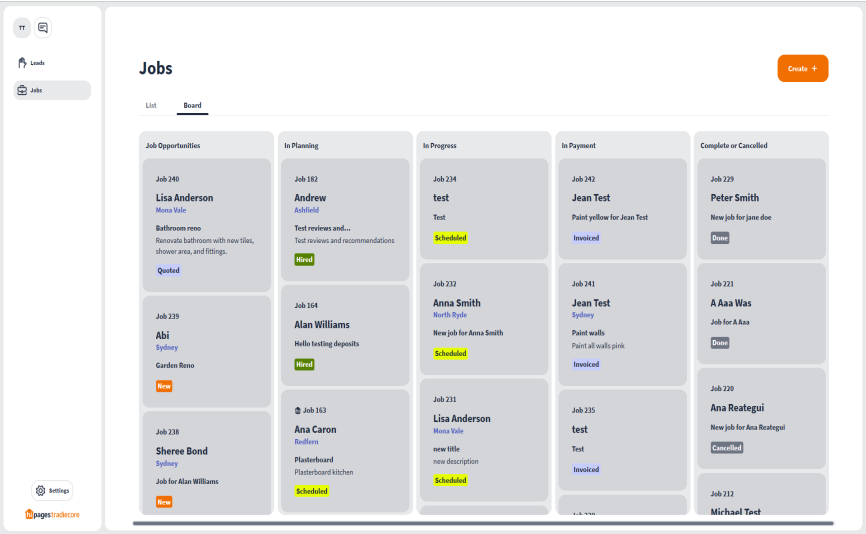 TT
Leads
Jobs
Settings
hipages tradiecore
Jobs
Create +
List
Board
Job Opportunities
Job 240
Lisa Anderson
Mona Vale
Bathroom reno
Renovate bathroom with new tiles,
shower area, and fittings.
Quoted
Job 239
Abi
Sydney
Garden Reno
New
Job 238
Sheree Bond
Sydney
Job for Alan Williams
New
In Planning
Job 182
Andrew
Ashfield
Test reviews and...
Test reviews and recommendations
Hired
Job 164
Alan Williams
Hello testing deposits
Hired
Job 163
Ana Caron
Redfern
Plasterboard
Plasterboard kitchen
Scheduled
In Progress
Job 234
test
Test
Scheduled
Job 232
Anna Smith
North Ryde
New job for Anna Smith
Scheduled
Job 231
Lisa Anderson
Mona Vale
new title
new description
Scheduled
In Payment
Job 242
Jean Test
Paint yellow for Jean Test
Invoiced
Job 241
Jean Test
Sydney
Paint walls
Paint all walls pink
Invoiced
Job 235
test
Test
Invoiced
Complete or Cancelled
Job 229
Peter Smith
New job for jane doe
Done
Job 221
A Aaa Was
Job for A Aaa
Done
Job 220
Ana Reategui
New job for Ana Reategui
Cancelled
Job 212
Michael Test